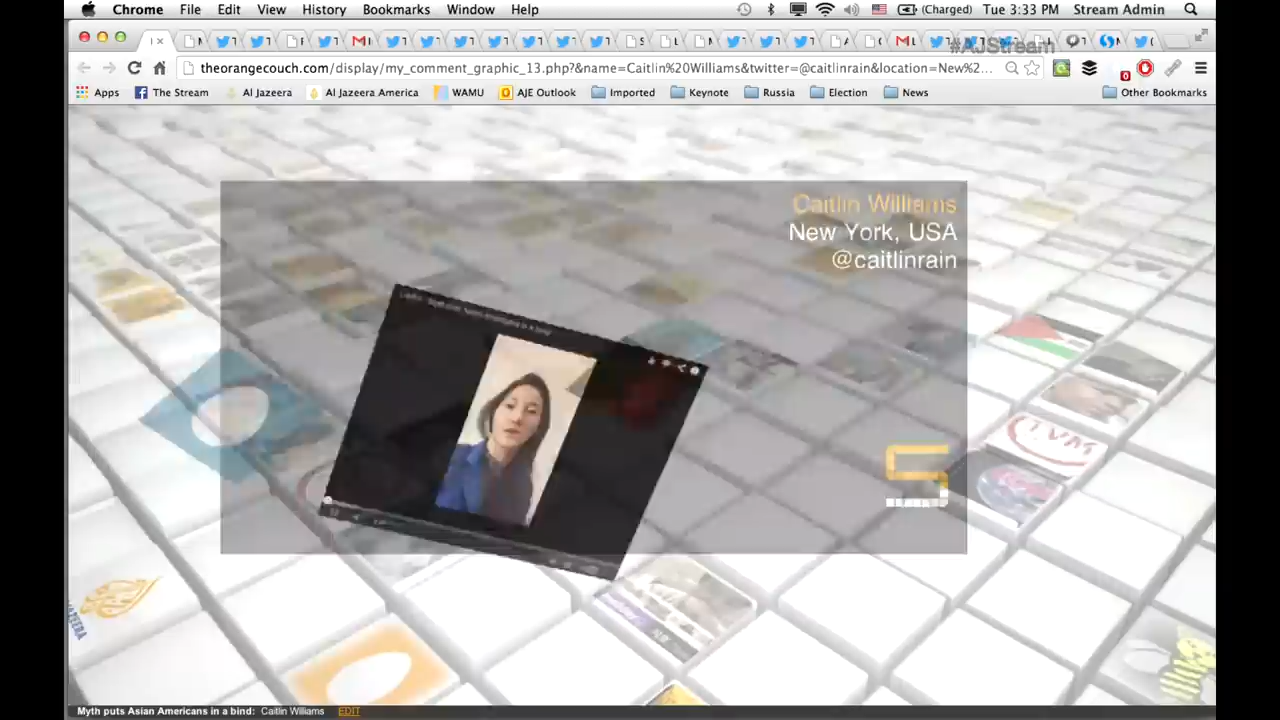 Chrome File Edit View History Bookmarks Window Help (Charged) Tue 3:33 PM Stream Admin
#AJStream
theorangecouch.com/display/my_comment_graphic_13.php?&name=Caitlin%20Williams&twitter=@caitlinrain&location=New%2...
Apps The Stream Al Jazeera Al Jazeera America WAMU AJE Outlook Imported Keynote Russia Election News Other Bookmarks
Caitlin Williams
New York, USA
@caitlinrain
TVM
Myth puts Asian Americans in a bind: Caitlin Williams EDIT